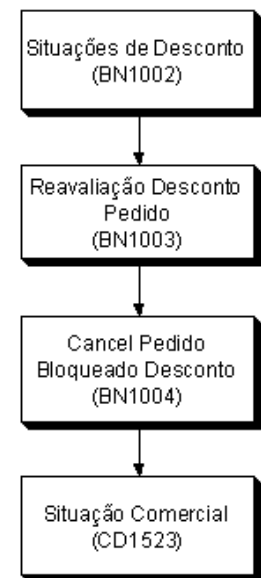 Situações de Desconto
(BN1002)
Reavaliação Desconto
Pedido
(BN1003)
Cancel Pedido
Bloqueado Desconto
(BN1004)
Situação Comercial
(CD1523)